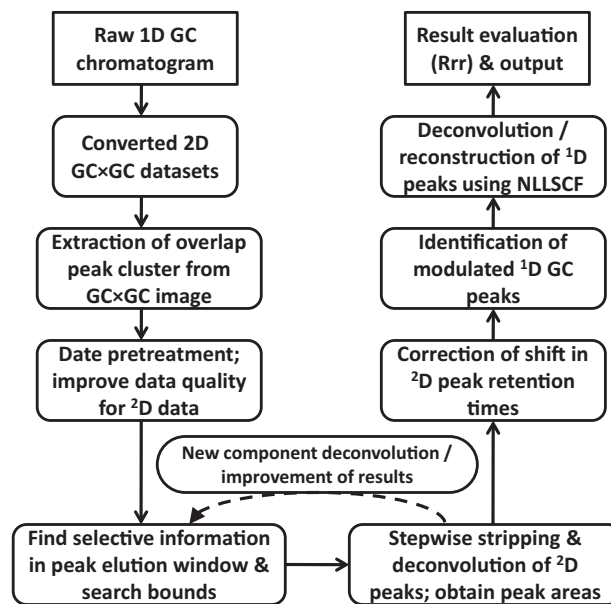 Raw 1D GC
chromatogram
Converted 2D
GC×GC datasets
Extraction of overlap
peak cluster from
GC×GC image
Date pretreatment;
improve data quality
for ²D data
New component deconvolution /
improvement of results
Find selective information
in peak elution window &
search bounds
Stepwise stripping &
deconvolution of ²D
peaks; obtain peak areas
Correction of shift in
²D peak retention
times
Identification of
modulated ¹D GC
peaks
Deconvolution /
reconstruction of ¹D
peaks using NLLSCF
Result evaluation
(Rrr) & output